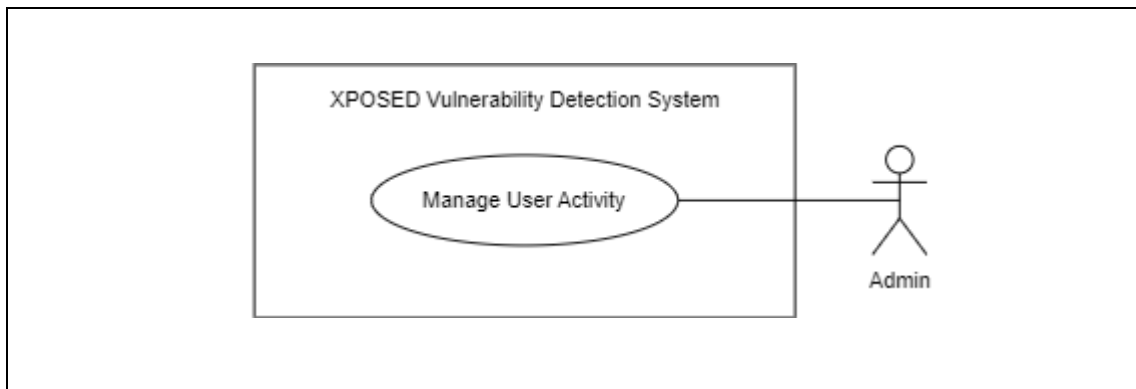 XPOSED Vulnerability Detection System
Manage User Activity
Admin